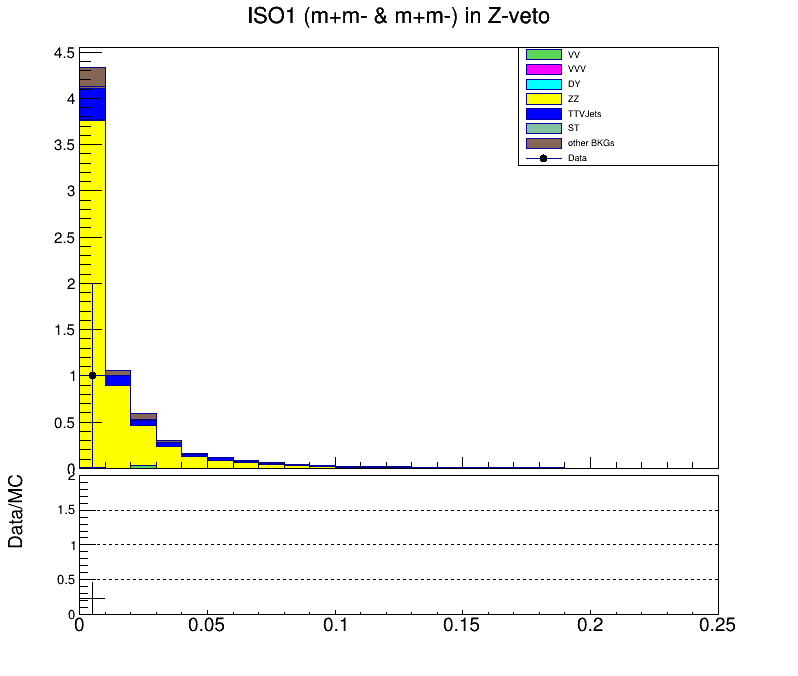 ISO1 (m+m- & m+m-) in Z-veto
4.5
4
3.5
3
2.5
2
1.5
1
0.5
0
VV
VVV
DY
ZZ
TTVJets
ST
other BKGs
Data
Data/MC
2
1.5
1
0.5
0
0 0.05 0.1 0.15 0.2 0.25